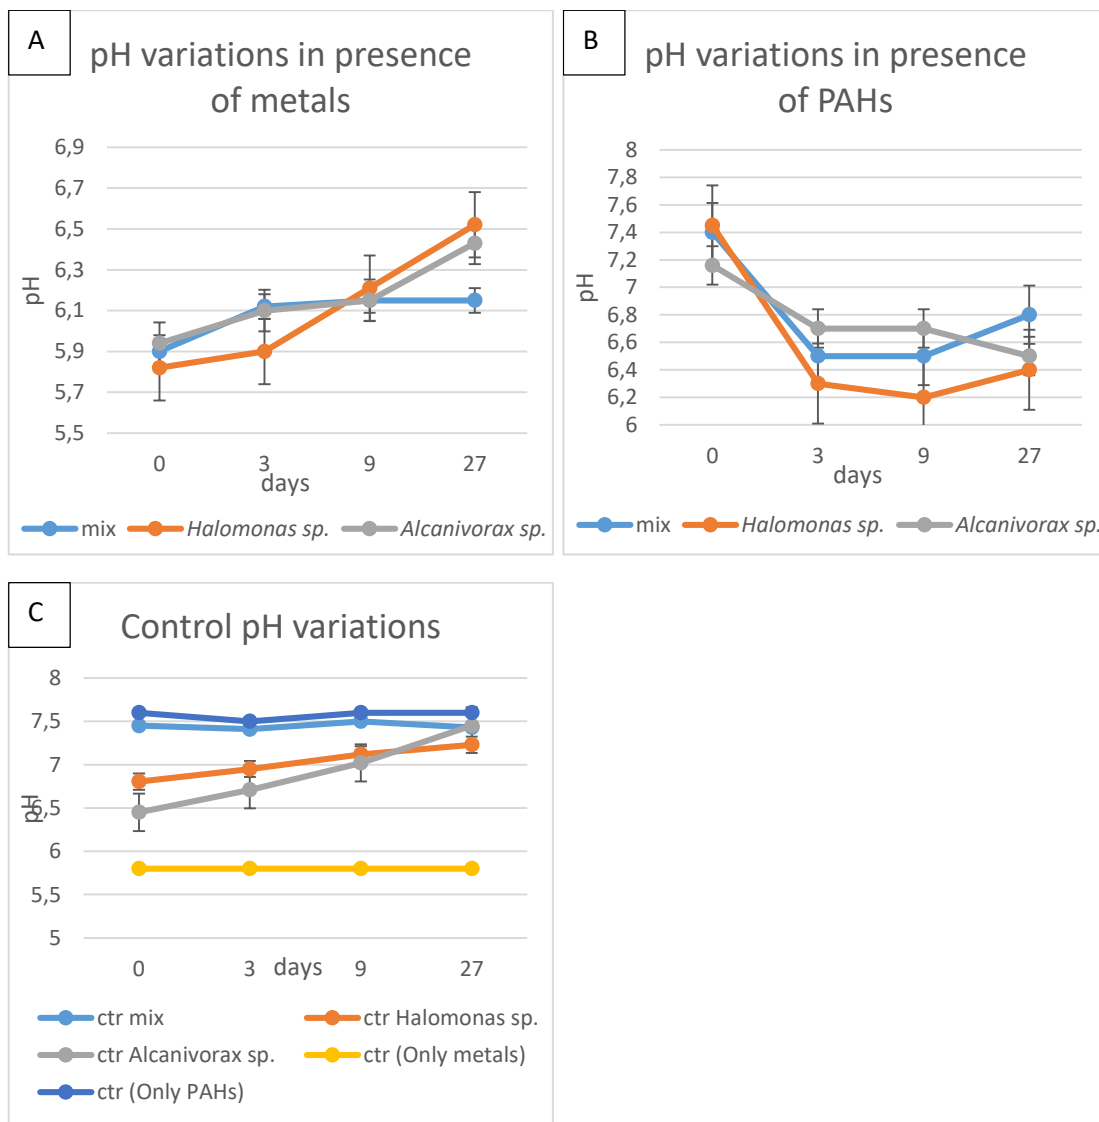 A
pH variations in presence
of metals
6,9
6,7
6,5
6,3
6,1
5,9
5,7
5,5
pH
0 3 9 27
days
mix Halomonas sp. Alcanivorax sp.
B
pH variations in presence
of PAHs
8
7,8
7,6
7,4
7,2
7
6,8
6,6
6,4
6,2
6
pH
0 3 9 27
days
mix Halomonas sp. Alcanivorax sp.
C
Control pH variations
8
7,5
7
6,5
6
5,5
5
pH
0 3 9 27
days
ctr mix ctr Halomonas sp.
ctr Alcanivorax sp. ctr (Only metals)
ctr (Only PAHs)